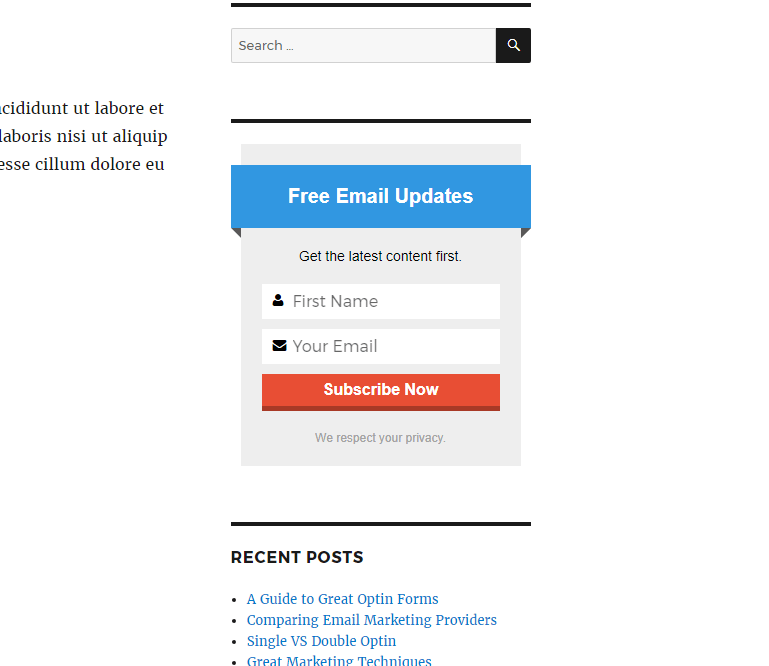 Search ...
ncididunt ut labore et
laboris nisi ut aliquip
esse cillum dolore eu
Free Email Updates
Get the latest content first.
First Name
Your Email
Subscribe Now
We respect your privacy.
RECENT POSTS
A Guide to Great Optin Forms
Comparing Email Marketing Providers
Single VS Double Optin
Great Marketing Techniques